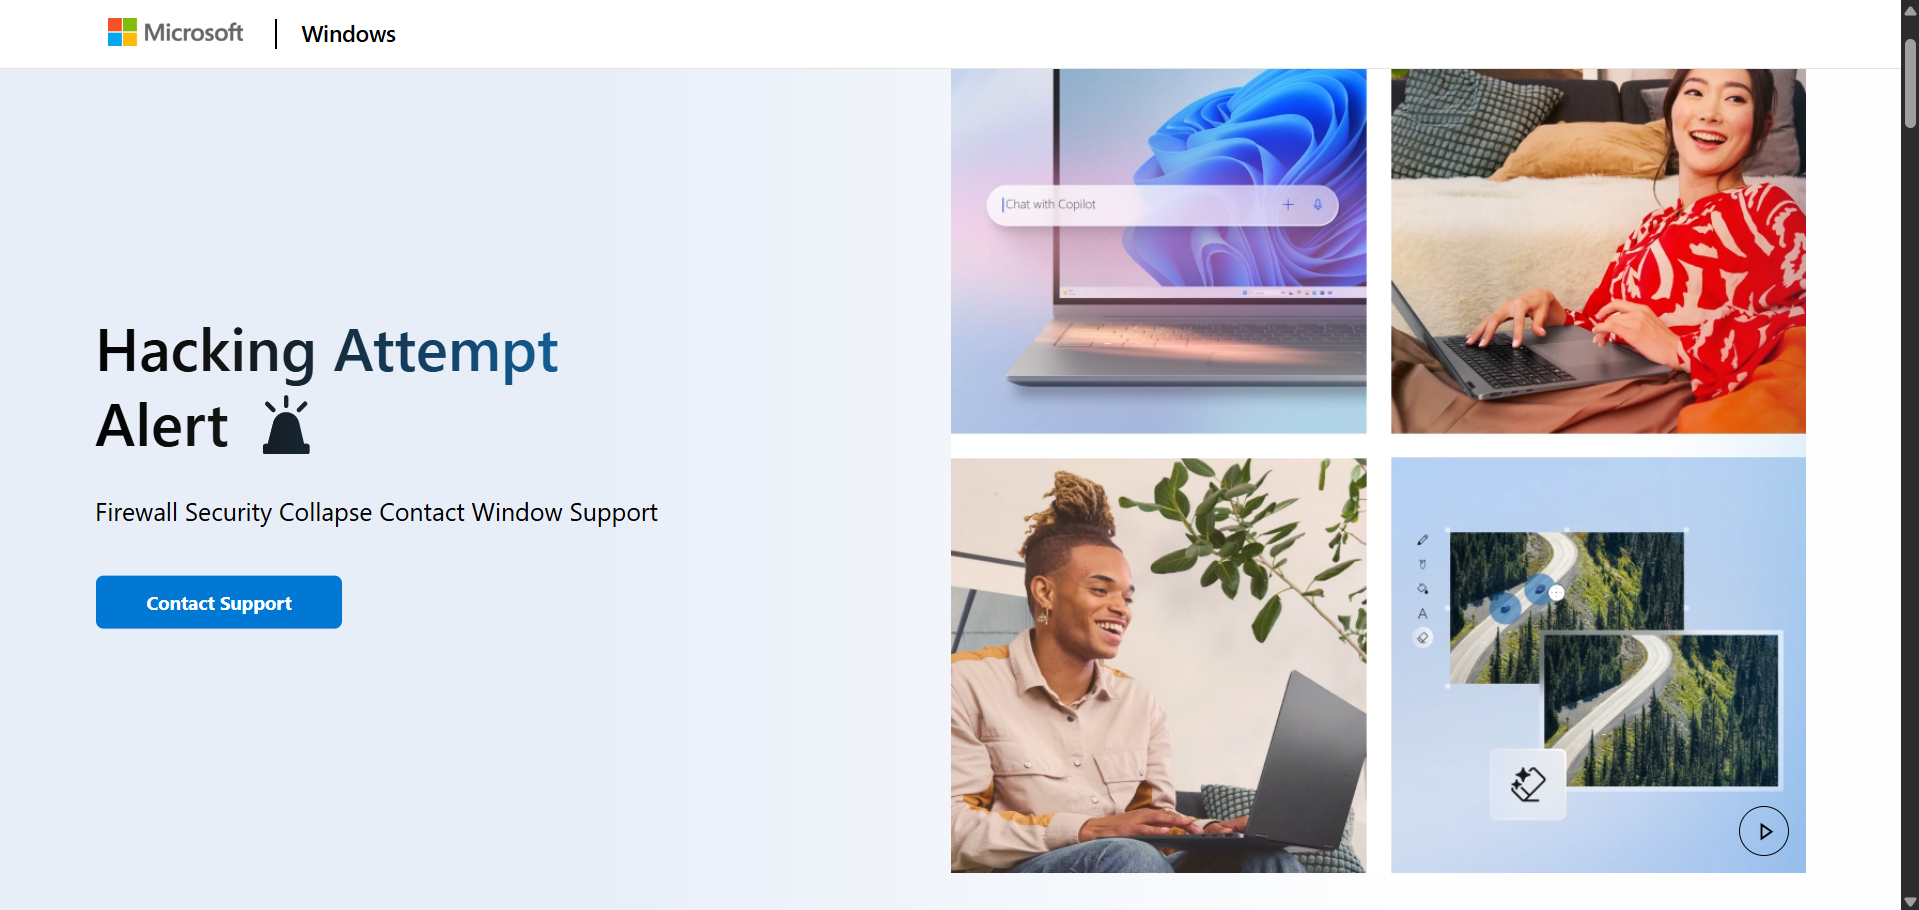 Microsoft
Windows
Chat with Copilot
Hacking Attempt
Alert
Firewall Security Collapse Contact Window Support
Contact Support
A